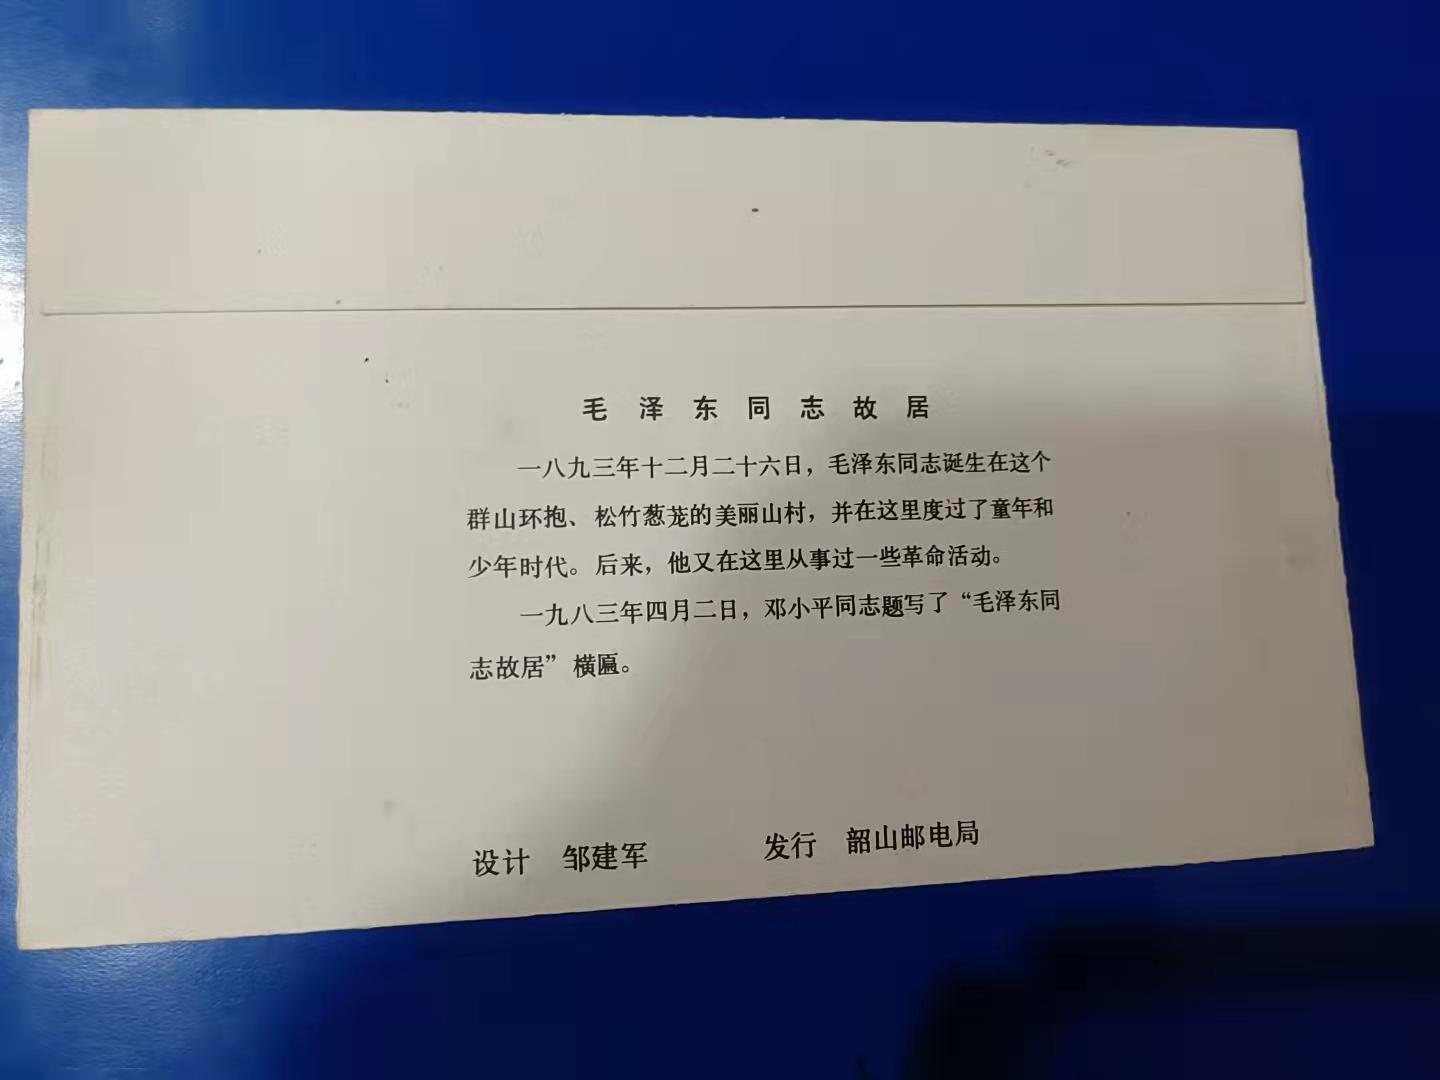 毛泽东同志故居
一八九三年十二月二十六日，毛泽东同志诞生在这个
群山环抱、松竹葱茏的美丽山村，并在这里度过了童年和
少年时代。后来，他又在这里从事过一些革命活动。
一九八三年四月二日，邓小平同志题写了“毛泽东同
志故居”横匾。
设计 邹建军 发行 韶山邮电局